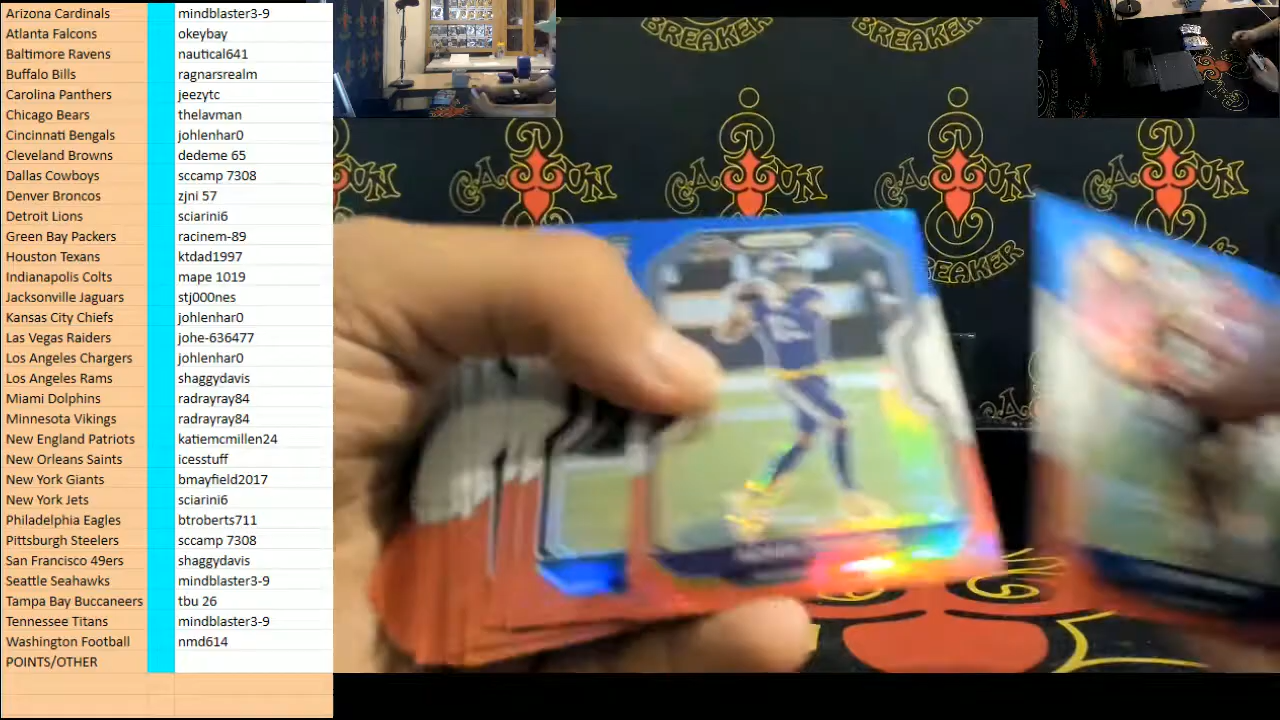 Arizona Cardinals mindblaster3-9
Atlanta Falcons okeybay
Baltimore Ravens nautical641
Buffalo Bills ragnarsrealm
Carolina Panthers jeezytc
Chicago Bears thelavman
Cincinnati Bengals johlenhar0
Cleveland Browns dedeme 65
Dallas Cowboys sccamp 7308
Denver Broncos zjni 57
Detroit Lions sciarini6
Green Bay Packers racinem-89
Houston Texans ktdad1997
Indianapolis Colts mape 1019
Jacksonville Jaguars stj000nes
Kansas City Chiefs johlenhar0
Las Vegas Raiders johe-636477
Los Angeles Chargers johlenhar0
Los Angeles Rams shaggydavis
Miami Dolphins radrayray84
Minnesota Vikings radrayray84
New England Patriots katiemcmillen24
New Orleans Saints icesstuff
New York Giants bmayfield2017
New York Jets sciarini6
Philadelphia Eagles btroberts711
Pittsburgh Steelers sccamp 7308
San Francisco 49ers shaggydavis
Seattle Seahawks mindblaster3-9
Tampa Bay Buccaneers tbu 26
Tennessee Titans mindblaster3-9
Washington Football nmd614
POINTS/OTHER
BREAKER BREAKER
CAJUN CAJUN
BREAKER